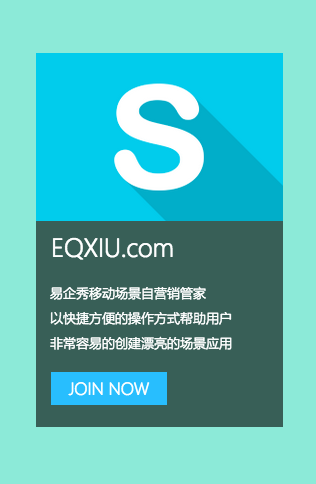 S
EQXIU.com
易企秀移动场景自营销管家
以快捷方便的操作方式帮助用户
非常容易的创建漂亮的场景应用
JOIN NOW